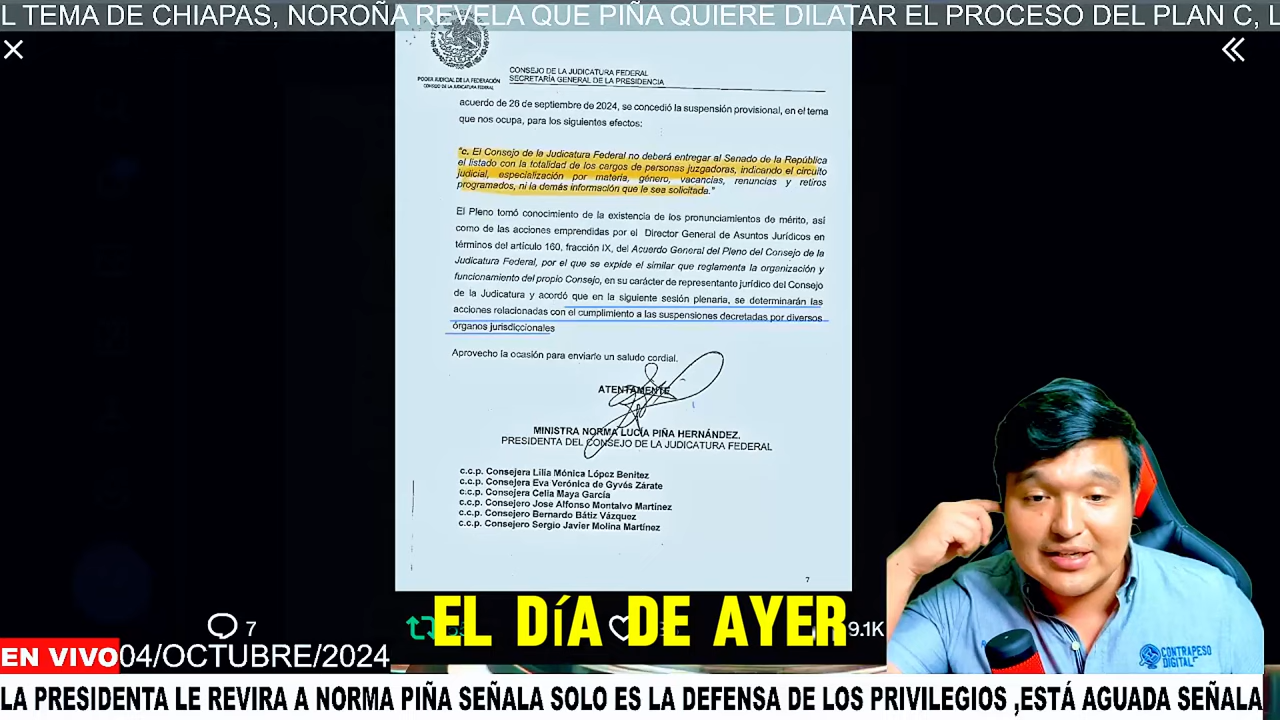 L TEMA DE CHIAPAS, NOROÑA REVELA QUE PIÑA QUIERE DILATAR EL PROCESO DEL PLAN C, L
PODER JUDICIAL DE LA FEDERACIÓN
CONSEJO DE LA JUDICATURA FEDERAL
CONSEJO DE LA JUDICATURA FEDERAL
SECRETARÍA GENERAL DE LA PRESIDENCIA
acuerdo de 26 de septiembre de 2024, se concedió la suspensión provisional, en el tema
que nos ocupa, para los siguientes efectos:
"c. El Consejo de la Judicatura Federal no deberá entregar al Senado de la República
el listado con la totalidad de los cargos de personas juzgadoras, indicando el circuito
judicial, especialización por materia, género, vacancias, renuncias y retiros
programados, ni la demás información que le sea solicitada."
El Pleno tomó conocimiento de la existencia de los pronunciamientos de mérito, así
como de las acciones emprendidas por el Director General de Asuntos Jurídicos en
términos del artículo 160, fracción IX, del Acuerdo General del Pleno del Consejo de la
Judicatura Federal, por el que se expide el similar que reglamenta la organización y
funcionamiento del propio Consejo, en su carácter de representante jurídico del Consejo
de la Judicatura y acordó que en la siguiente sesión plenaria, se determinarán las
acciones relacionadas con el cumplimiento a las suspensiones decretadas por diversos
órganos jurisdiccionales
Aprovecho la ocasión para enviarle un saludo cordial.
ATENTAMENTE
MINISTRA NORMA LUCÍA PIÑA HERNÁNDEZ.
PRESIDENTA DEL CONSEJO DE LA JUDICATURA FEDERAL
c.c.p. Consejera Lilia Mónica López Benitez
c.c.p. Consejera Eva Verónica de Gyvés Zárate
c.c.p. Consejera Celia Maya García
c.c.p. Consejero Jose Alfonso Montalvo Martínez
c.c.p. Consejero Bernardo Bátiz Vázquez
c.c.p. Consejero Sergio Javier Molina Martínez
7
EL DÍA DE AYER
7
9.1K
CONTRAPESO
DIGITAL
EN VIVO
04/OCTUBRE/2024
LA PRESIDENTA LE REVIRA A NORMA PIÑA SEÑALA SOLO ES LA DEFENSA DE LOS PRIVILEGIOS ,ESTÁ AGUADA SEÑALA